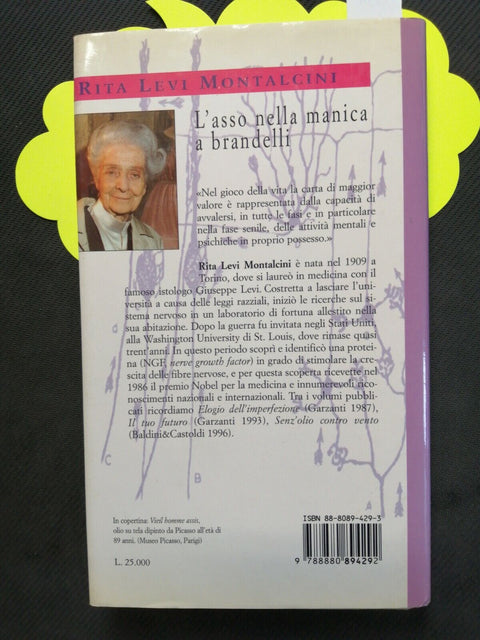 RITA LEVI MONTALCINI
L'asso nella manica
a brandelli
«Nel gioco della vita la carta di maggior
valore è rappresentata dalla capacità di
avvalersi, in tutte le fasi e in particolare
nella fase senile, delle attività mentali e
psichiche in proprio possesso.»
Rita Levi Montalcini è nata nel 1909 a
Torino, dove si laureò in medicina con il
famoso istologo Giuseppe Levi. Costretta a lasciare l'uni-
versità a causa delle leggi razziali, iniziò le ricerche sul si-
stema nervoso in un laboratorio di fortuna allestito nella
sua abitazione. Dopo la guerra fu invitata negli Stati Uniti,
alla Washington University di St. Louis, dove rimase quasi
trent'anni. In questo periodo scoprì e identificò una protei-
na (NGF, nerve growth factor) in grado di stimolare la cre-
scita delle fibre nervose, e per questa scoperta ricevette nel
1986 il premio Nobel per la medicina e innumerevoli rico-
noscimenti nazionali e internazionali. Tra i volumi pubbli-
cati ricordiamo Elogio dell'imperfezione (Garzanti 1987),
Il tuo futuro (Garzanti 1993), Senz'olio contro vento
(Baldini&Castoldi 1996).
A
C
B
In copertina: Vieil homme assis,
olio su tela dipinto da Picasso all'età di
89 anni. (Museo Picasso, Parigi)
L. 25.000
ISBN 88-8089-429-3
9 788880 894292